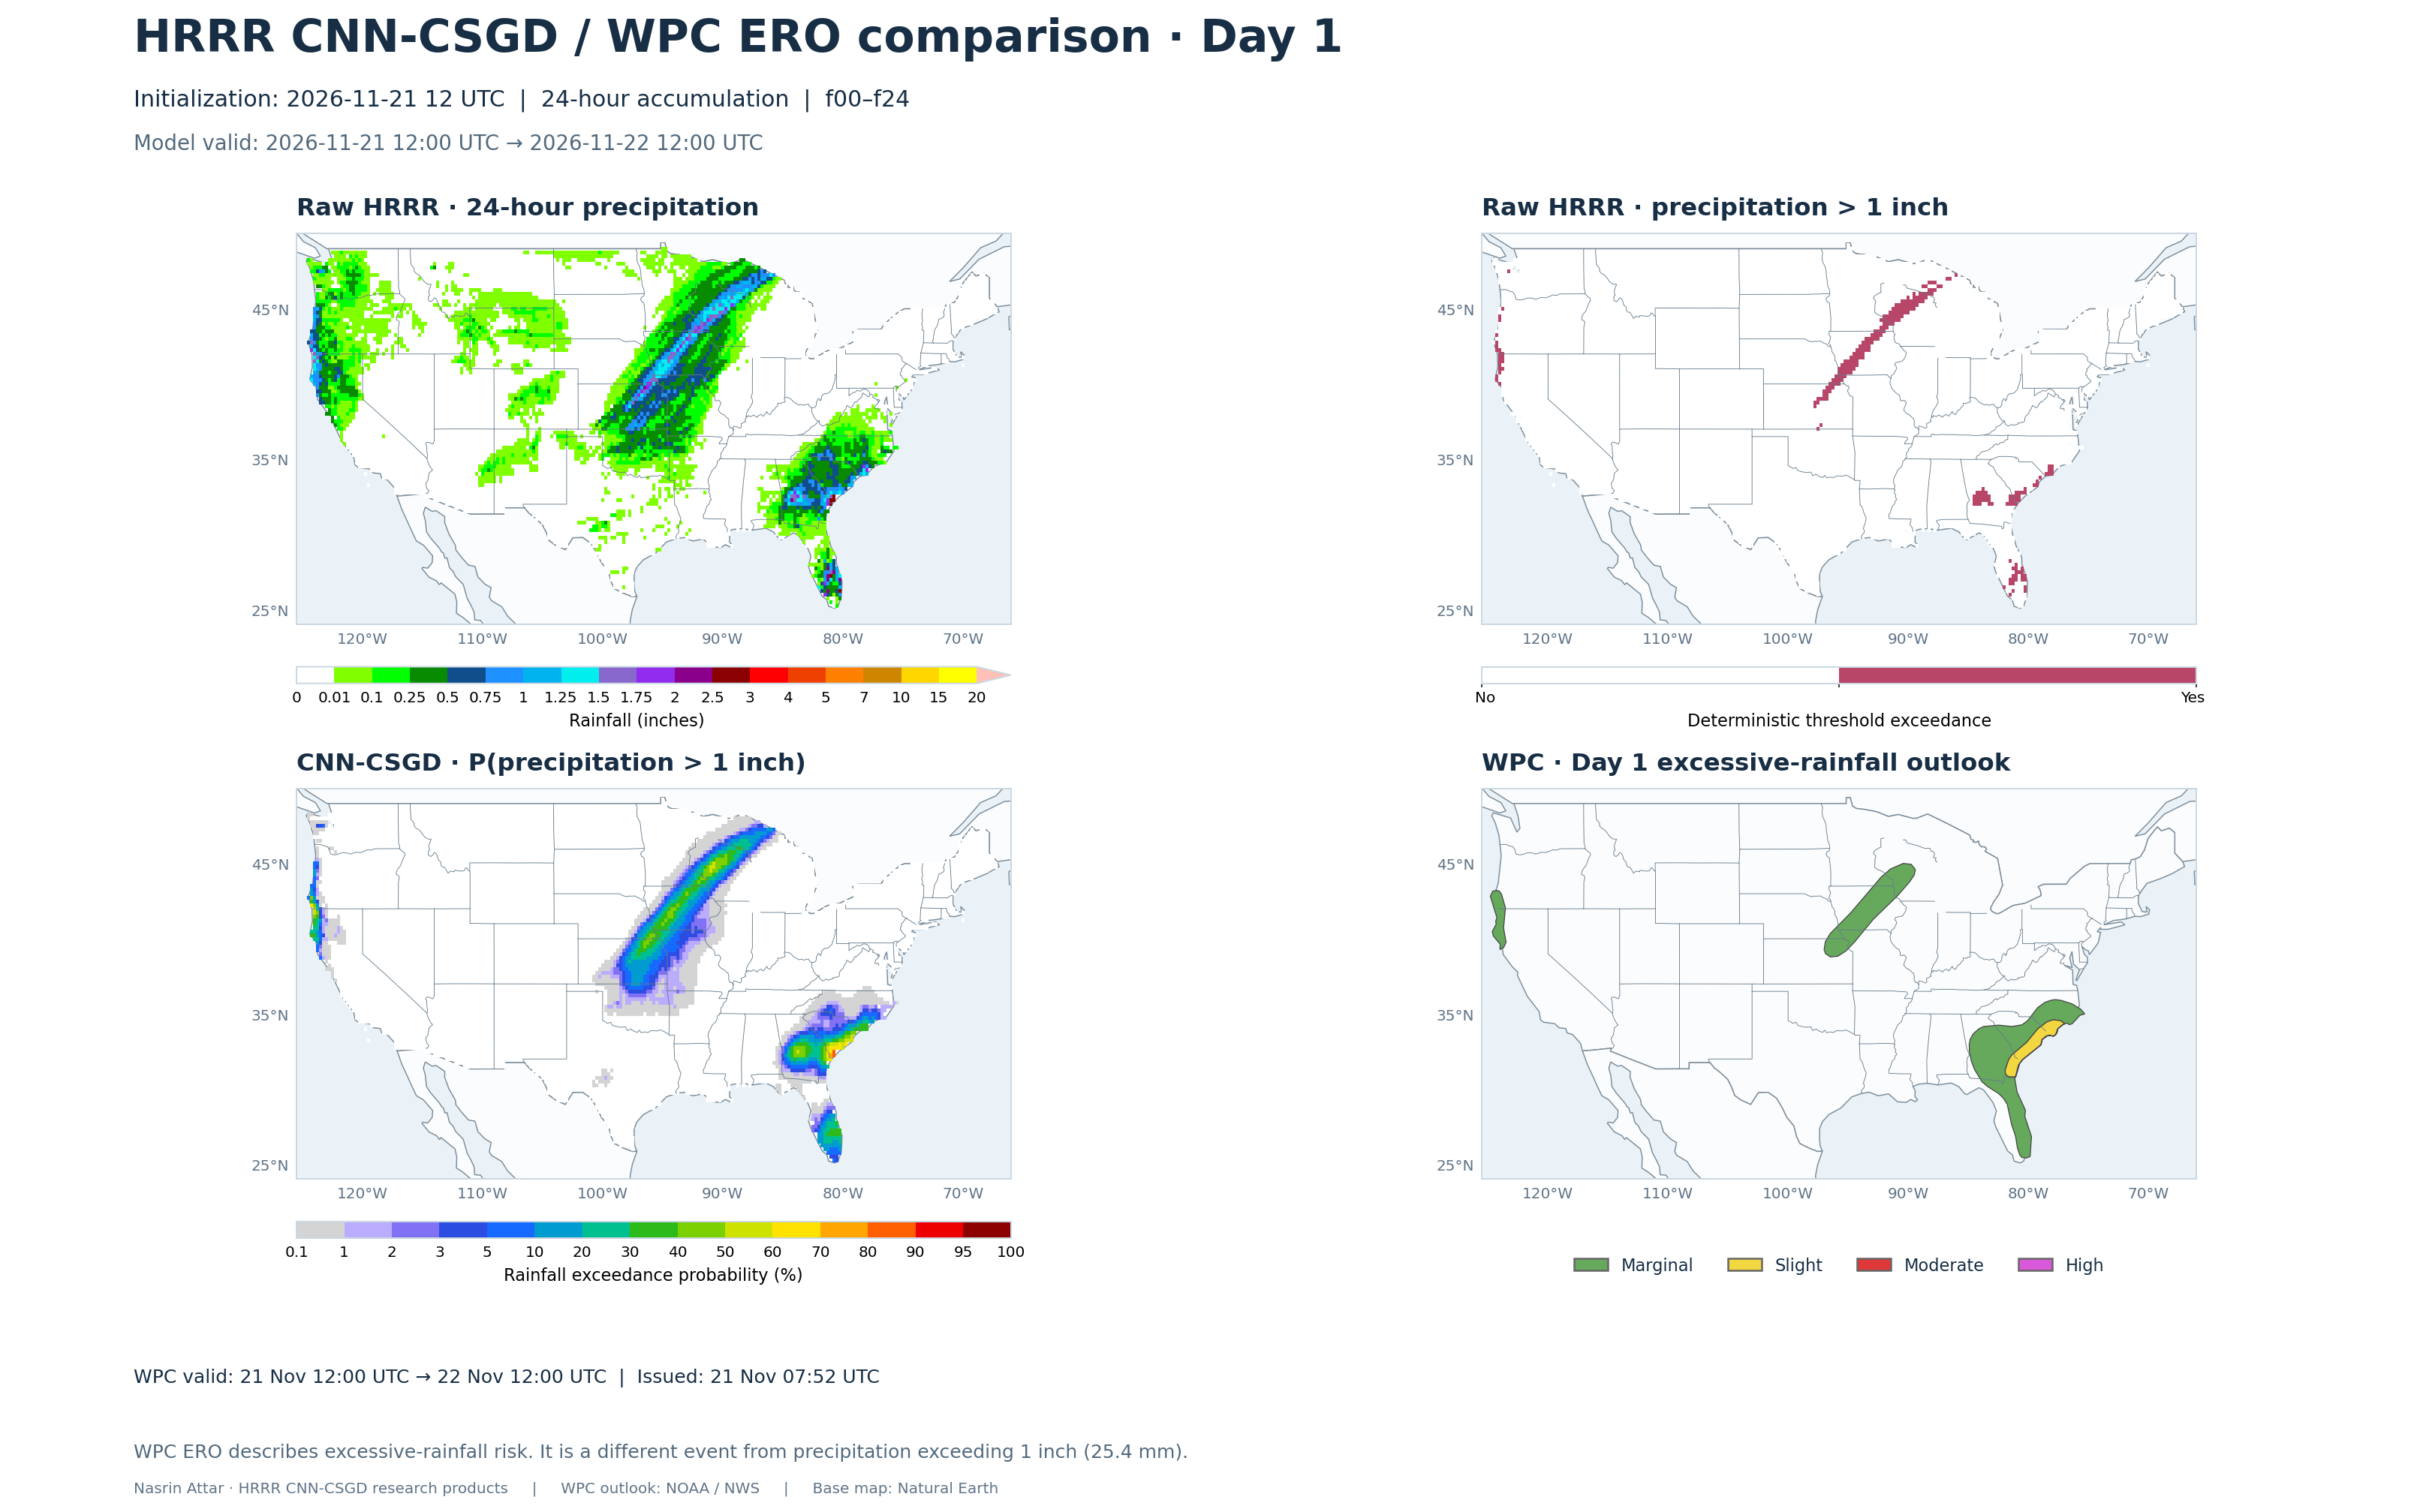 HRRR CNN-CSGD / WPC ERO comparison · Day 1
Initialization: 2026-11-21 12 UTC | 24-hour accumulation | f00–f24
Model valid: 2026-11-21 12:00 UTC → 2026-11-22 12:00 UTC
Raw HRRR · 24-hour precipitation
45°N
35°N
25°N
120°W 110°W 100°W 90°W 80°W 70°W
0 0.01 0.1 0.25 0.5 0.75 1 1.25 1.5 1.75 2 2.5 3 4 5 7 10 15 20
Rainfall (inches)
Raw HRRR · precipitation > 1 inch
45°N
35°N
25°N
120°W 110°W 100°W 90°W 80°W 70°W
No Yes
Deterministic threshold exceedance
CNN-CSGD · P(precipitation > 1 inch)
45°N
35°N
25°N
120°W 110°W 100°W 90°W 80°W 70°W
0.1 1 2 3 5 10 20 30 40 50 60 70 80 90 95 100
Rainfall exceedance probability (%)
WPC · Day 1 excessive-rainfall outlook
45°N
35°N
25°N
120°W 110°W 100°W 90°W 80°W 70°W
Marginal Slight Moderate High
WPC valid: 21 Nov 12:00 UTC → 22 Nov 12:00 UTC | Issued: 21 Nov 07:52 UTC
WPC ERO describes excessive-rainfall risk. It is a different event from precipitation exceeding 1 inch (25.4 mm).
Nasrin Attar · HRRR CNN-CSGD research products | WPC outlook: NOAA / NWS | Base map: Natural Earth